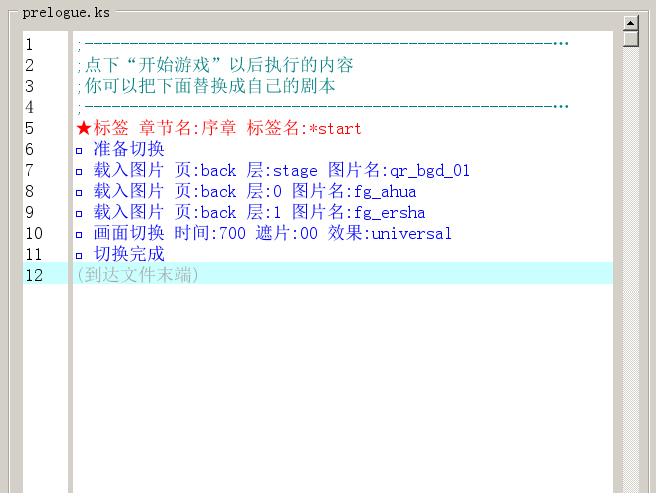 prelogue.ks
1 ;----------------------------------------------------…
2 ;点下“开始游戏”以后执行的内容
3 ;你可以把下面替换成自己的剧本
4 ;----------------------------------------------------…
5 ★标签 章节名:序章 标签名:*start
6 □ 准备切换
7 □ 载入图片 页:back 层:stage 图片名:qr_bgd_01
8 □ 载入图片 页:back 层:0 图片名:fg_ahua
9 □ 载入图片 页:back 层:1 图片名:fg_ersha
10 □ 画面切换 时间:700 遮片:00 效果:universal
11 □ 切换完成
12 (到达文件末端)